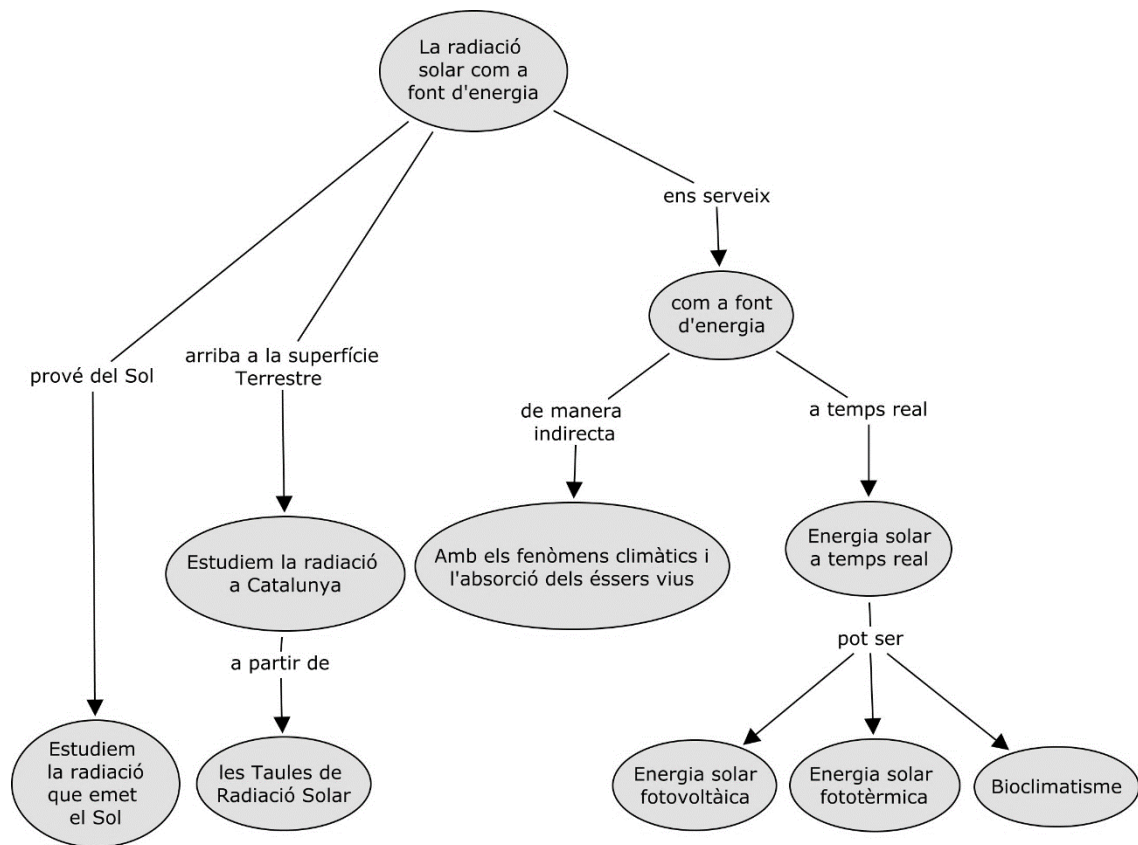 La radiació
solar com a
font d'energia
ens serveix
com a font
d'energia
prové del Sol
arriba a la superfície
Terrestre
de manera
indirecta
a temps real
Estudiem la radiació
a Catalunya
Amb els fenòmens climàtics i
l'absorció dels éssers vius
Energia solar
a temps real
a partir de
pot ser
Estudiem
la radiació
que emet
el Sol
les Taules de
Radiació Solar
Energia solar
fotovoltàica
Energia solar
fototèrmica
Bioclimatisme